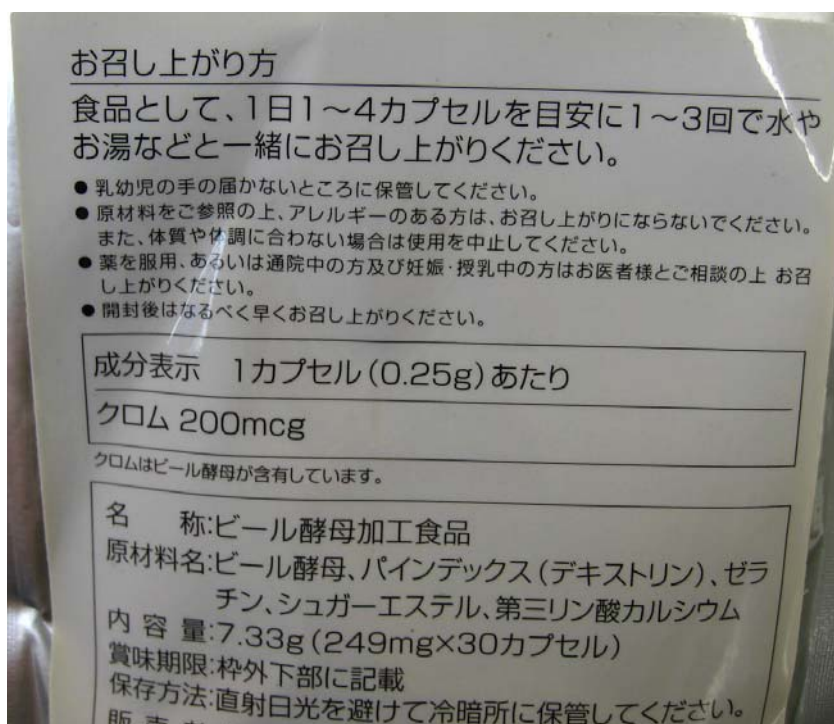 お召し上がり方
食品として、1日1～4カプセルを目安に1～3回で水や
お湯などと一緒にお召し上がりください。
● 乳幼児の手の届かないところに保管してください。
● 原材料をご参照の上、アレルギーのある方は、お召し上がりにならないでください。
また、体質や体調に合わない場合は使用を中止してください。
● 薬を服用、あるいは通院中の方及び妊娠・授乳中の方はお医者様とご相談の上 お召
し上がりください。
● 開封後はなるべく早くお召し上がりください。
成分表示 1カプセル(0.25g)あたり
クロム 200mcg
クロムはビール酵母が含有しています。
名 称:ビール酵母加工食品
原材料名:ビール酵母、パインデックス(デキストリン)、ゼラ
チン、シュガーエステル、第三リン酸カルシウム
内 容 量:7.33g(249mg×30カプセル)
賞味期限:枠外下部に記載
保存方法:直射日光を避けて冷暗所に保管してください。